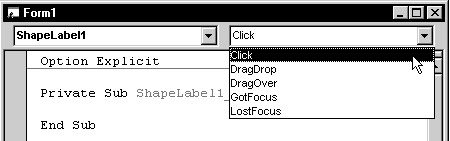 Form1
ShapeLabel1 Click
Option Explicit
Click
DragDrop
DragOver
GotFocus
LostFocus
Private Sub ShapeLabel1_
End Sub